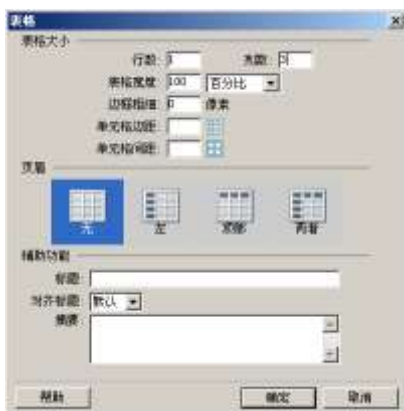 表格
表格大小
行数: 1 列数: 3
表格宽度: 100 百分比
边框粗细: 0 像素
单元格边距:
单元格间距:
页眉
无 左 顶部 两者
辅助功能
标题:
对齐标题: 默认
摘要:
帮助 确定 取消